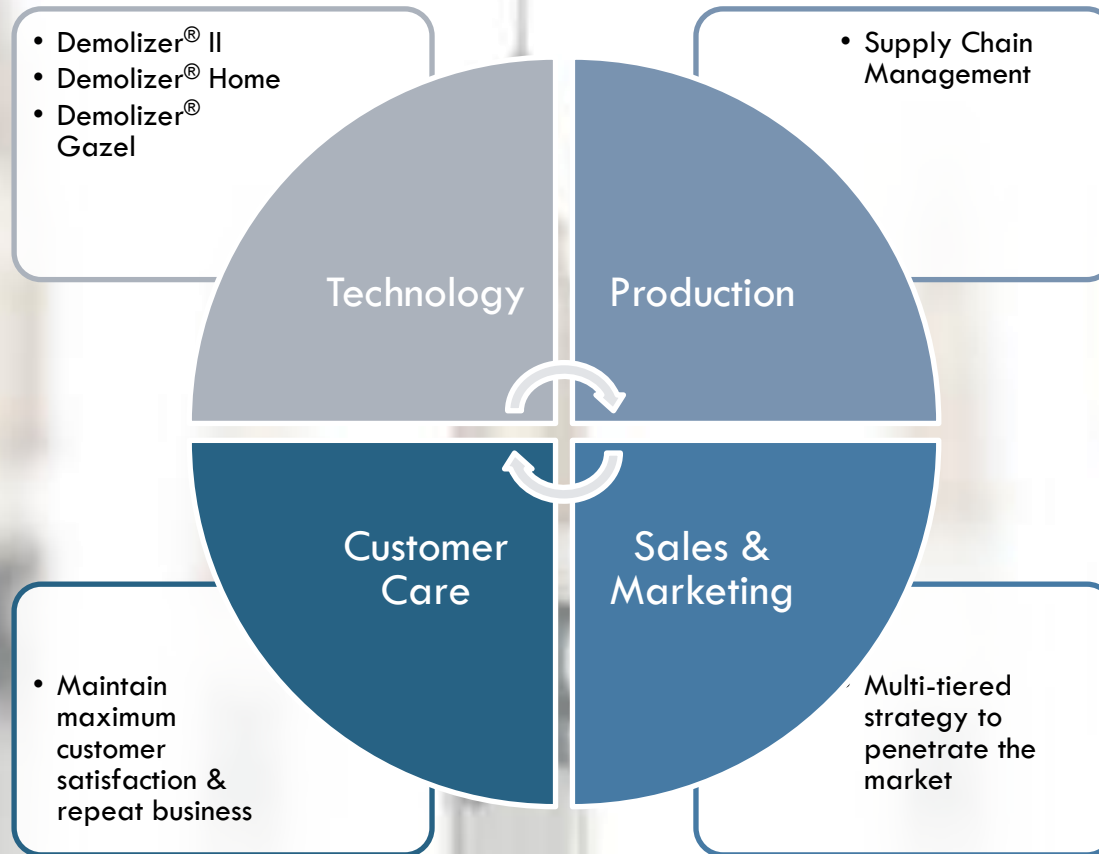 • Demolizer® II
• Demolizer® Home
• Demolizer®
Gazel
• Supply Chain
Management
Technology
Production
Customer
Care
Sales &
Marketing
• Maintain
maximum
customer
satisfaction &
repeat business
• Multi-tiered
strategy to
penetrate the
market